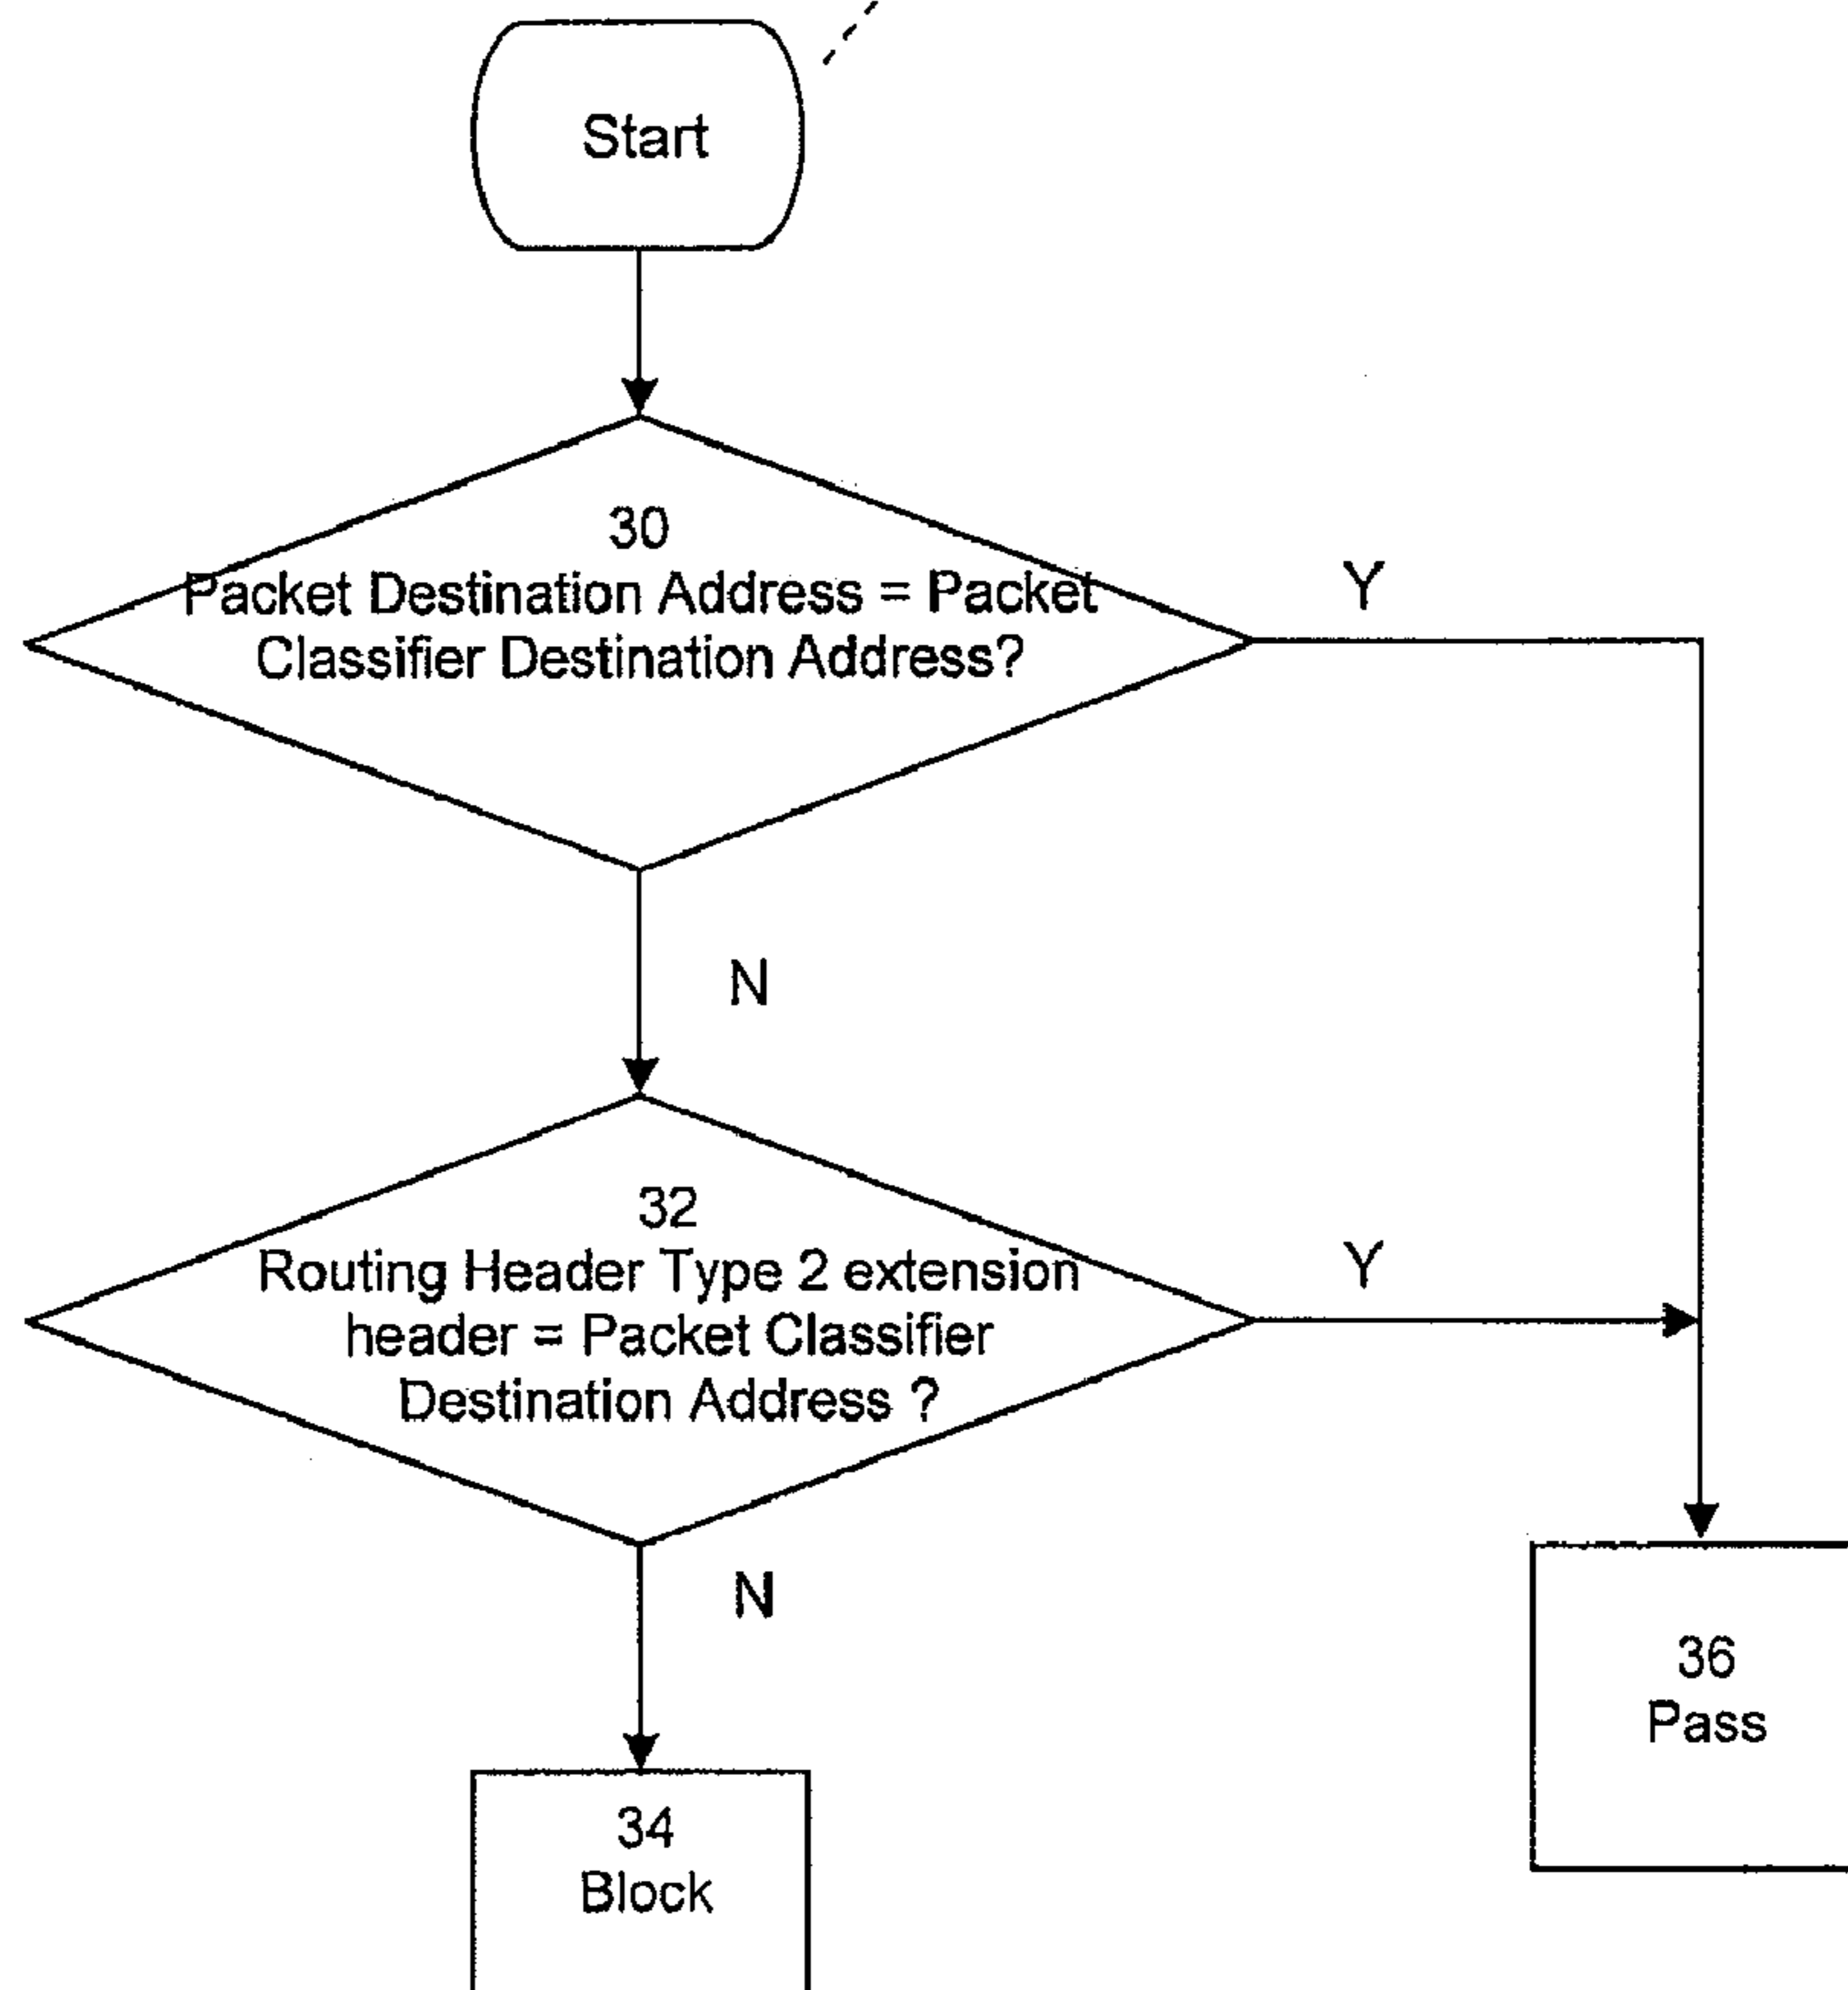 Start
30
Packet Destination Address = Packet
Classifier Destination Address?
Y
N
32
Routing Header Type 2 extension
header = Packet Classifier
Destination Address ?
Y
N
36
Pass
34
Block